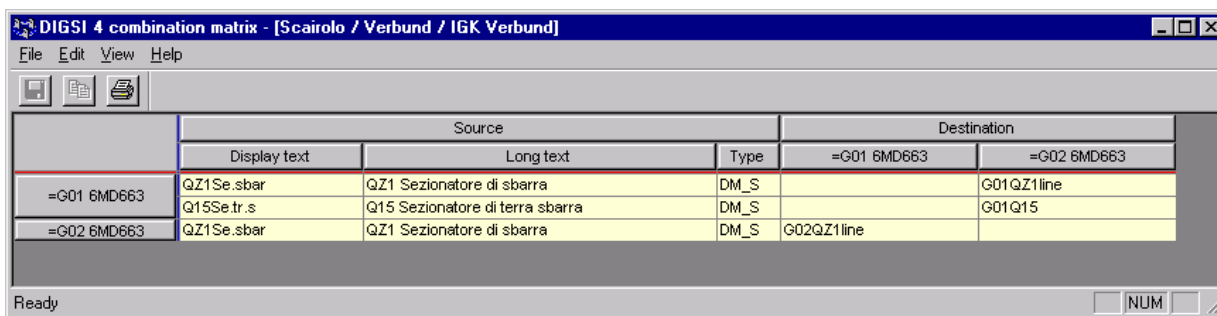 DIGSI 4 combination matrix - [Scairolo / Verbund / IGK Verbund]
File Edit View Help
Source Destination
Display text Long text Type =G01 6MD663 =G02 6MD663
=G01 6MD663 QZ1Se.sbar QZ1 Sezionatore di sbarra DM_S G01QZ1line
Q15Se.tr.s Q15 Sezionatore di terra sbarra DM_S G01Q15
=G02 6MD663 QZ1Se.sbar QZ1 Sezionatore di sbarra DM_S G02QZ1line
Ready NUM